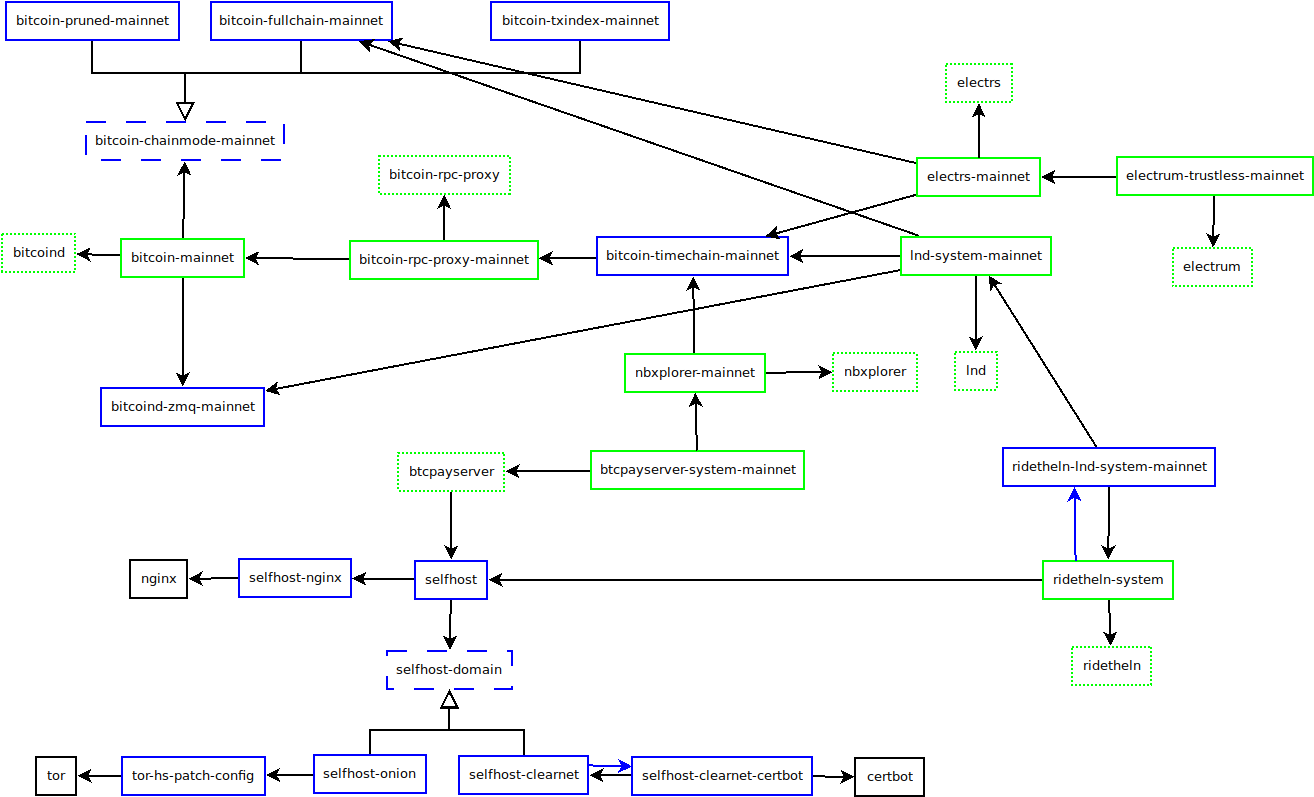 bitcoin-pruned-mainnet
bitcoin-fullchain-mainnet
bitcoin-txindex-mainnet
electrs
bitcoin-chainmode-mainnet
bitcoin-rpc-proxy
electrs-mainnet
electrum-trustless-mainnet
bitcoind
bitcoin-mainnet
bitcoin-rpc-proxy-mainnet
bitcoin-timechain-mainnet
lnd-system-mainnet
electrum
nbxplorer-mainnet
nbxplorer
lnd
bitcoind-zmq-mainnet
btcpayserver
btcpayserver-system-mainnet
ridetheln-lnd-system-mainnet
nginx
selfhost-nginx
selfhost
ridetheln-system
selfhost-domain
ridetheln
tor
tor-hs-patch-config
selfhost-onion
selfhost-clearnet
selfhost-clearnet-certbot
certbot